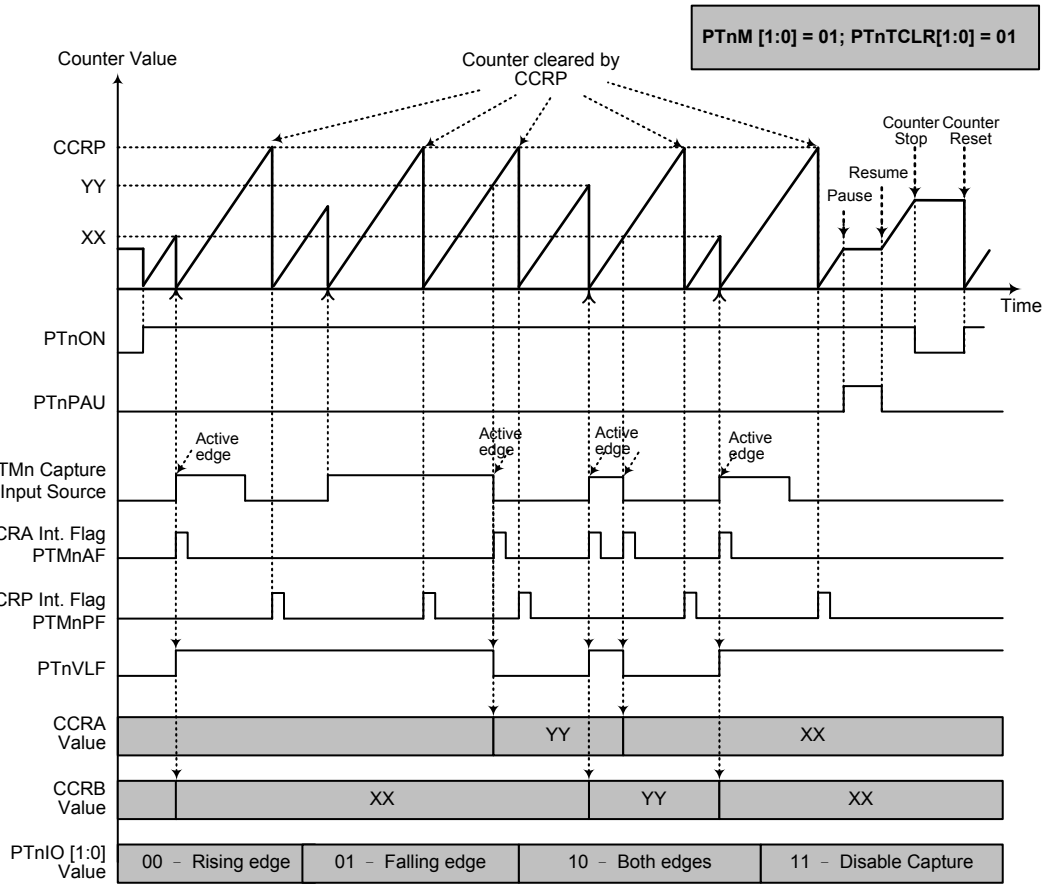 PTnM [1:0] = 01; PTnTCLR[1:0] = 01
Counter Value
Counter cleared by
CCRP
Counter
Stop
Counter
Reset
CCRP
YY
Resume
Pause
XX
Time
PTnON
PTnPAU
Active
edge
Active
edge
Active
edge
Active
edge
TMn Capture
Input Source
CRA Int. Flag
PTMnAF
CRP Int. Flag
PTMnPF
PTnVLF
CCRA
Value
YY
XX
CCRB
Value
XX
YY
XX
PTnIO [1:0]
Value
00 – Rising edge
01 – Falling edge
10 – Both edges
11 – Disable Capture